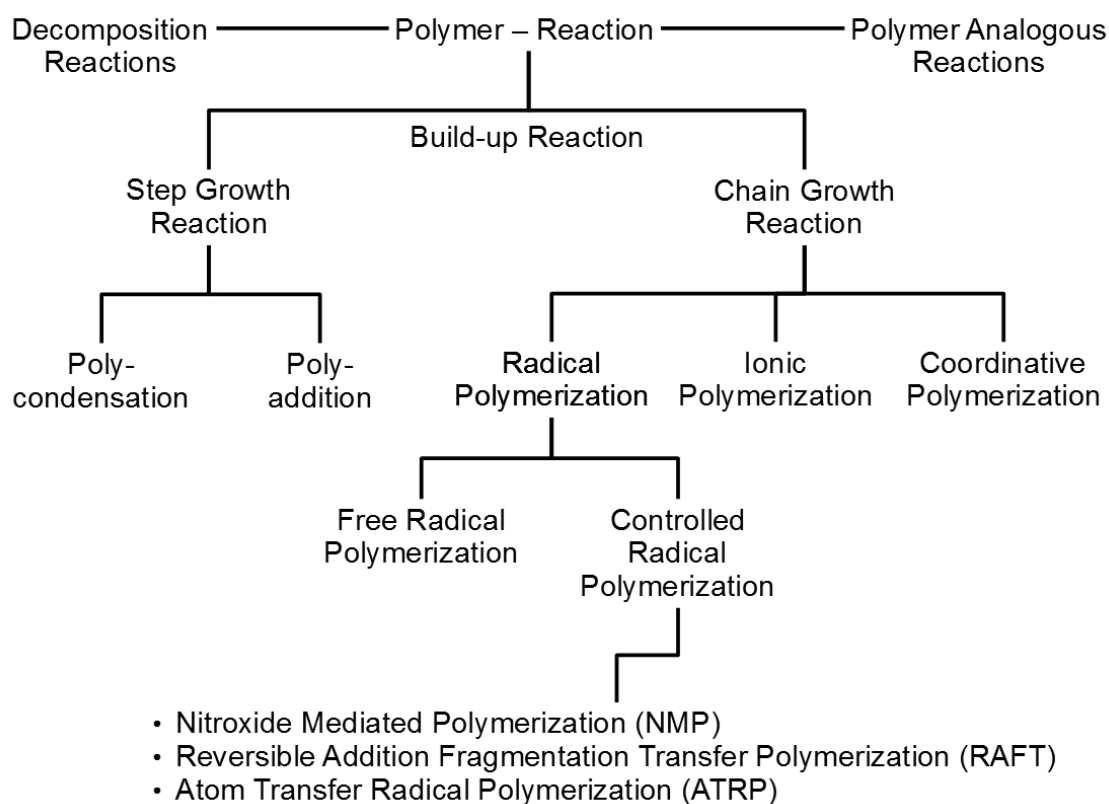 Decomposition Reactions
Polymer – Reaction
Polymer Analogous Reactions
Build-up Reaction
Step Growth
Reaction
Chain Growth
Reaction
Poly-
condensation
Poly-
addition
Radical
Polymerization
Ionic
Polymerization
Coordinative
Polymerization
Free Radical
Polymerization
Controlled
Radical
Polymerization
• Nitroxide Mediated Polymerization (NMP)
• Reversible Addition Fragmentation Transfer Polymerization (RAFT)
• Atom Transfer Radical Polymerization (ATRP)